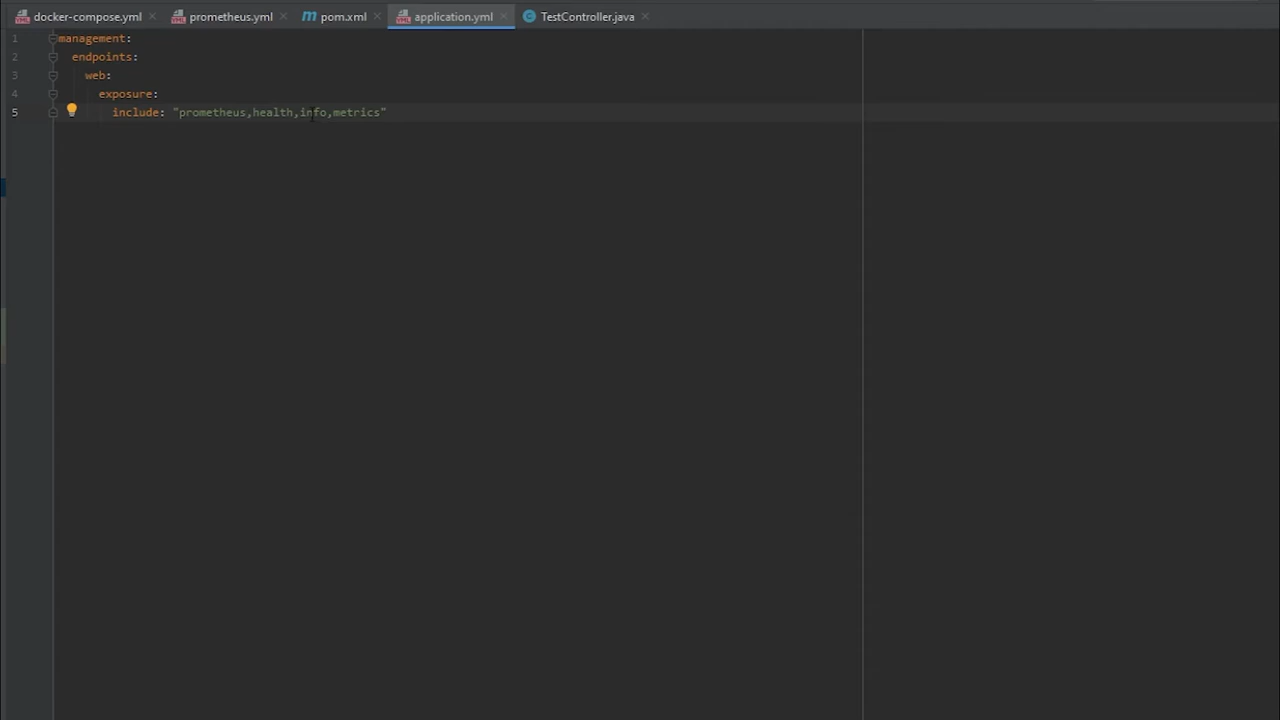 docker-compose.yml prometheus.yml pom.xml application.yml TestController.java
1 management:
2 endpoints:
3 web:
4 exposure:
5 include: "prometheus,health,info,metrics"